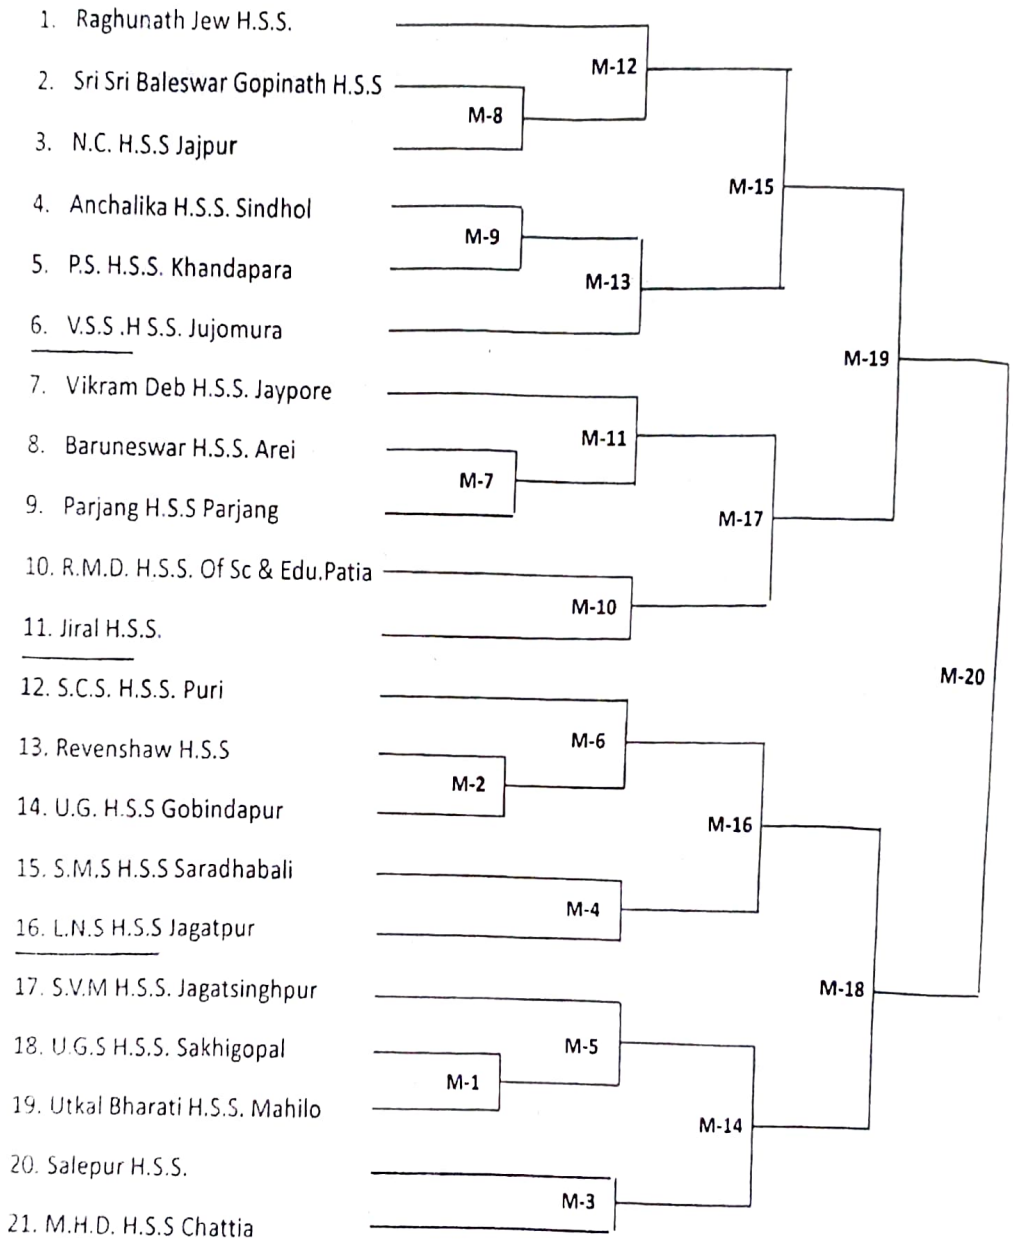 1. Raghunath Jew H.S.S.
M-12
2. Sri Sri Baleswar Gopinath H.S.S
M-8
3. N.C. H.S.S Jajpur
M-15
4. Anchalika H.S.S. Sindhol
M-9
5. P.S. H.S.S. Khandapara
M-13
6. V.S.S .H S.S. Jujomura
M-19
7. Vikram Deb H.S.S. Jaypore
M-11
8. Baruneswar H.S.S. Arei
M-7
9. Parjang H.S.S Parjang
M-17
10. R.M.D. H.S.S. Of Sc & Edu.Patia
M-10
11. Jiral H.S.S.
M-20
12. S.C.S. H.S.S. Puri
M-6
13. Revenshaw H.S.S
M-2
14. U.G. H.S.S Gobindapur
M-16
15. S.M.S H.S.S Saradhabali
M-4
16. L.N.S H.S.S Jagatpur
M-18
17. S.V.M H.S.S. Jagatsinghpur
M-5
18. U.G.S H.S.S. Sakhigopal
M-1
19. Utkal Bharati H.S.S. Mahilo
M-14
20. Salepur H.S.S.
M-3
21. M.H.D. H.S.S Chattia